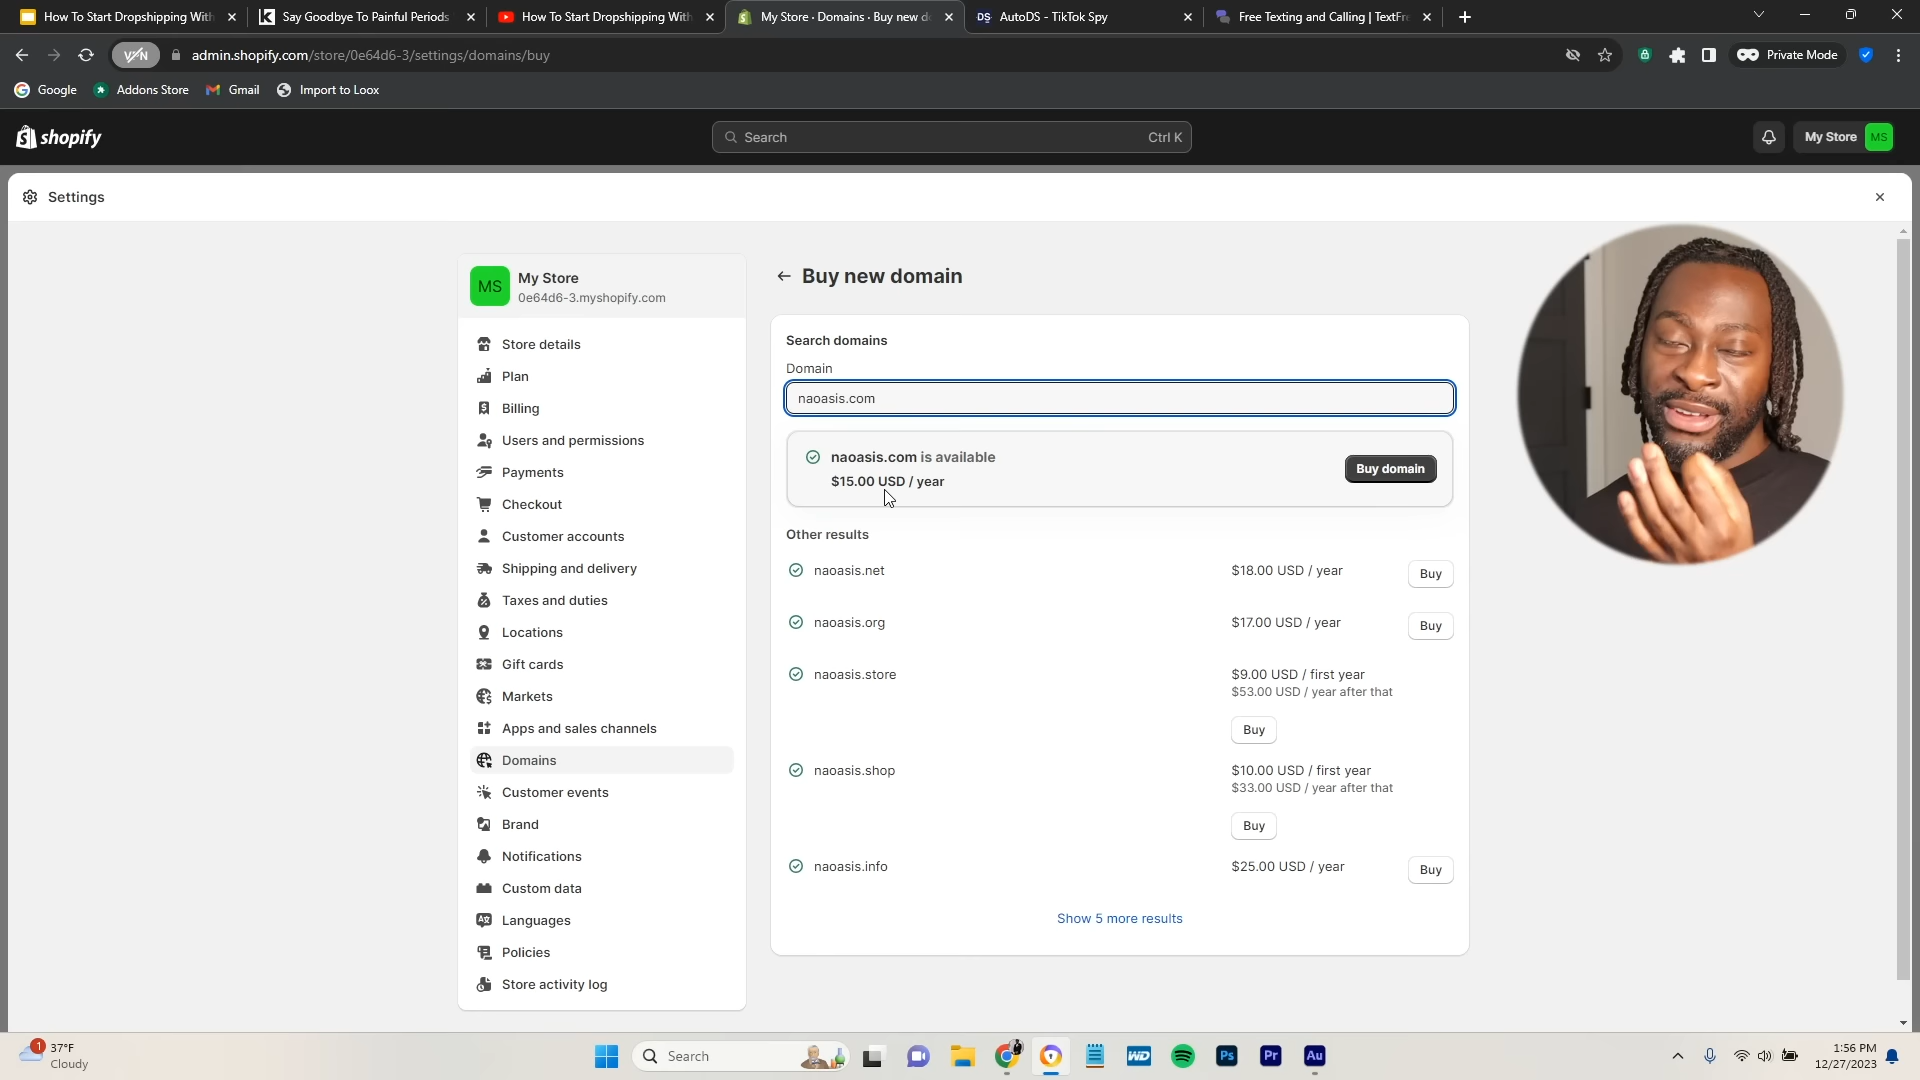 How To Start Dropshipping With
Say Goodbye To Painful Periods
How To Start Dropshipping With
My Store · Domains · Buy new do
DS AutoDS - TikTok Spy
Free Texting and Calling | TextFre
VPN
admin.shopify.com/store/0e64d6-3/settings/domains/buy
Private Mode
Google
Addons Store
Gmail
Import to Loox
shopify
Search
Ctrl K
My Store
MS
Settings
MS
My Store
0e64d6-3.myshopify.com
Store details
Plan
Billing
Users and permissions
Payments
Checkout
Customer accounts
Shipping and delivery
Taxes and duties
Locations
Gift cards
Markets
Apps and sales channels
Domains
Customer events
Brand
Notifications
Custom data
Languages
Policies
Store activity log
Buy new domain
Search domains
Domain
naoasis.com
naoasis.com is available
$15.00 USD / year
Buy domain
Other results
naoasis.net
$18.00 USD / year
Buy
naoasis.org
$17.00 USD / year
Buy
naoasis.store
$9.00 USD / first year
$53.00 USD / year after that
Buy
naoasis.shop
$10.00 USD / first year
$33.00 USD / year after that
Buy
naoasis.info
$25.00 USD / year
Buy
Show 5 more results
1
37°F
Cloudy
Search
WD
Ps
Pr
Au
1:56 PM
12/27/2023